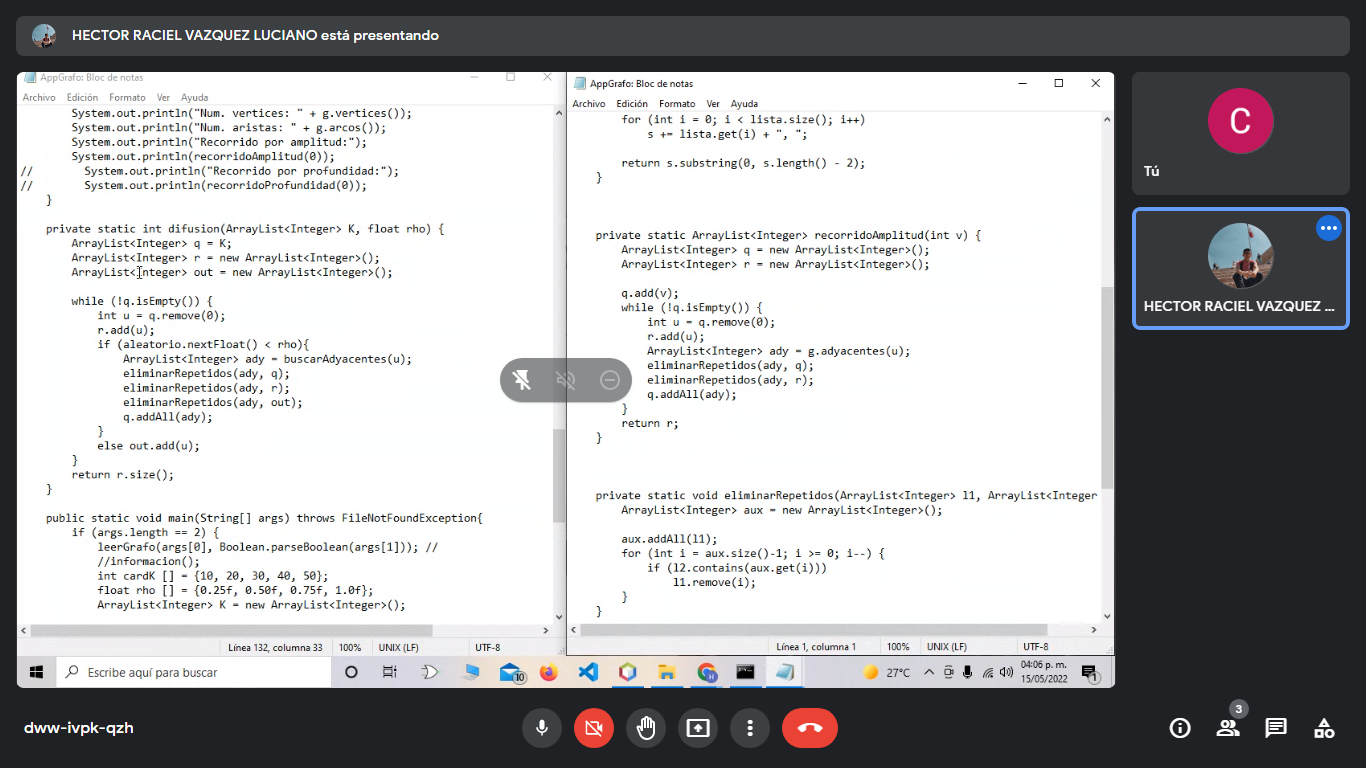 HECTOR RACIEL VAZQUEZ LUCIANO está presentando
AppGrafo: Bloc de notas
Archivo Edición Formato Ver Ayuda
System.out.println("Num. vertices: " + g.vertices());
System.out.println("Num. aristas: " + g.arcos());
System.out.println("Recorrido por amplitud:");
System.out.println(recorridoAmplitud(0));
// System.out.println("Recorrido por profundidad:");
// System.out.println(recorridoProfundidad(0));
}
private static int difusion(ArrayList<Integer> K, float rho) {
ArrayList<Integer> q = K;
ArrayList<Integer> r = new ArrayList<Integer>();
ArrayList<Integer> out = new ArrayList<Integer>();
while (!q.isEmpty()) {
int u = q.remove(0);
r.add(u);
if (aleatorio.nextFloat() < rho){
ArrayList<Integer> ady = buscarAdyacentes(u);
eliminarRepetidos(ady, q);
eliminarRepetidos(ady, r);
eliminarRepetidos(ady, out);
q.addAll(ady);
}
else out.add(u);
}
return r.size();
}
public static void main(String[] args) throws FileNotFoundException{
if (args.length == 2) {
leerGrafo(args[0], Boolean.parseBoolean(args[1])); //
//informacion();
int cardK [] = {10, 20, 30, 40, 50};
float rho [] = {0.25f, 0.50f, 0.75f, 1.0f};
ArrayList<Integer> K = new ArrayList<Integer>();
Línea 132, columna 33 100% UNIX (LF) UTF-8
AppGrafo: Bloc de notas
Archivo Edición Formato Ver Ayuda
for (int i = 0; i < lista.size(); i++)
s += lista.get(i) + ", ";
return s.substring(0, s.length() - 2);
}
private static ArrayList<Integer> recorridoAmplitud(int v) {
ArrayList<Integer> q = new ArrayList<Integer>();
ArrayList<Integer> r = new ArrayList<Integer>();
q.add(v);
while (!q.isEmpty()) {
int u = q.remove(0);
r.add(u);
ArrayList<Integer> ady = g.adyacentes(u);
eliminarRepetidos(ady, q);
eliminarRepetidos(ady, r);
q.addAll(ady);
}
return r;
}
private static void eliminarRepetidos(ArrayList<Integer> l1, ArrayList<Integer
ArrayList<Integer> aux = new ArrayList<Integer>();
aux.addAll(l1);
for (int i = aux.size()-1; i >= 0; i--) {
if (l2.contains(aux.get(i)))
l1.remove(i);
}
}
Línea 1, columna 1 100% UNIX (LF) UTF-8
Escribe aquí para buscar
10
27°C
04:06 p. m.
15/05/2022
1
C
Tú
HECTOR RACIEL VAZQUEZ ...
dww-ivpk-qzh
3